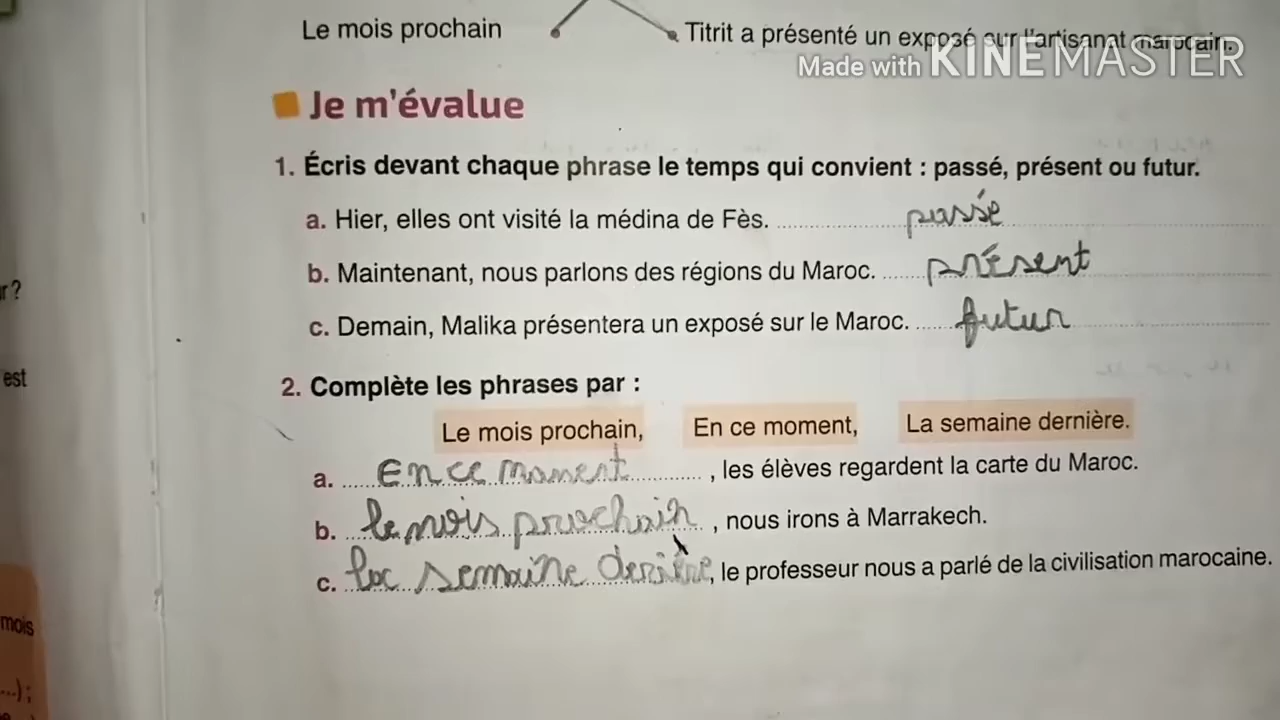 Le mois prochain
Titrit a présenté un exposé sur l'artisanat marocain.
Made with KINEMASTER
Je m'évalue
1. Écris devant chaque phrase le temps qui convient : passé, présent ou futur.
a. Hier, elles ont visité la médina de Fès. passé
b. Maintenant, nous parlons des régions du Maroc. présent
c. Demain, Malika présentera un exposé sur le Maroc. futur
r ?
est
2. Complète les phrases par :
Le mois prochain, En ce moment, La semaine dernière.
a. En ce moment, les élèves regardent la carte du Maroc.
b. le mois prochain, nous irons à Marrakech.
c. la semaine derière, le professeur nous a parlé de la civilisation marocaine.
mois
...) ;